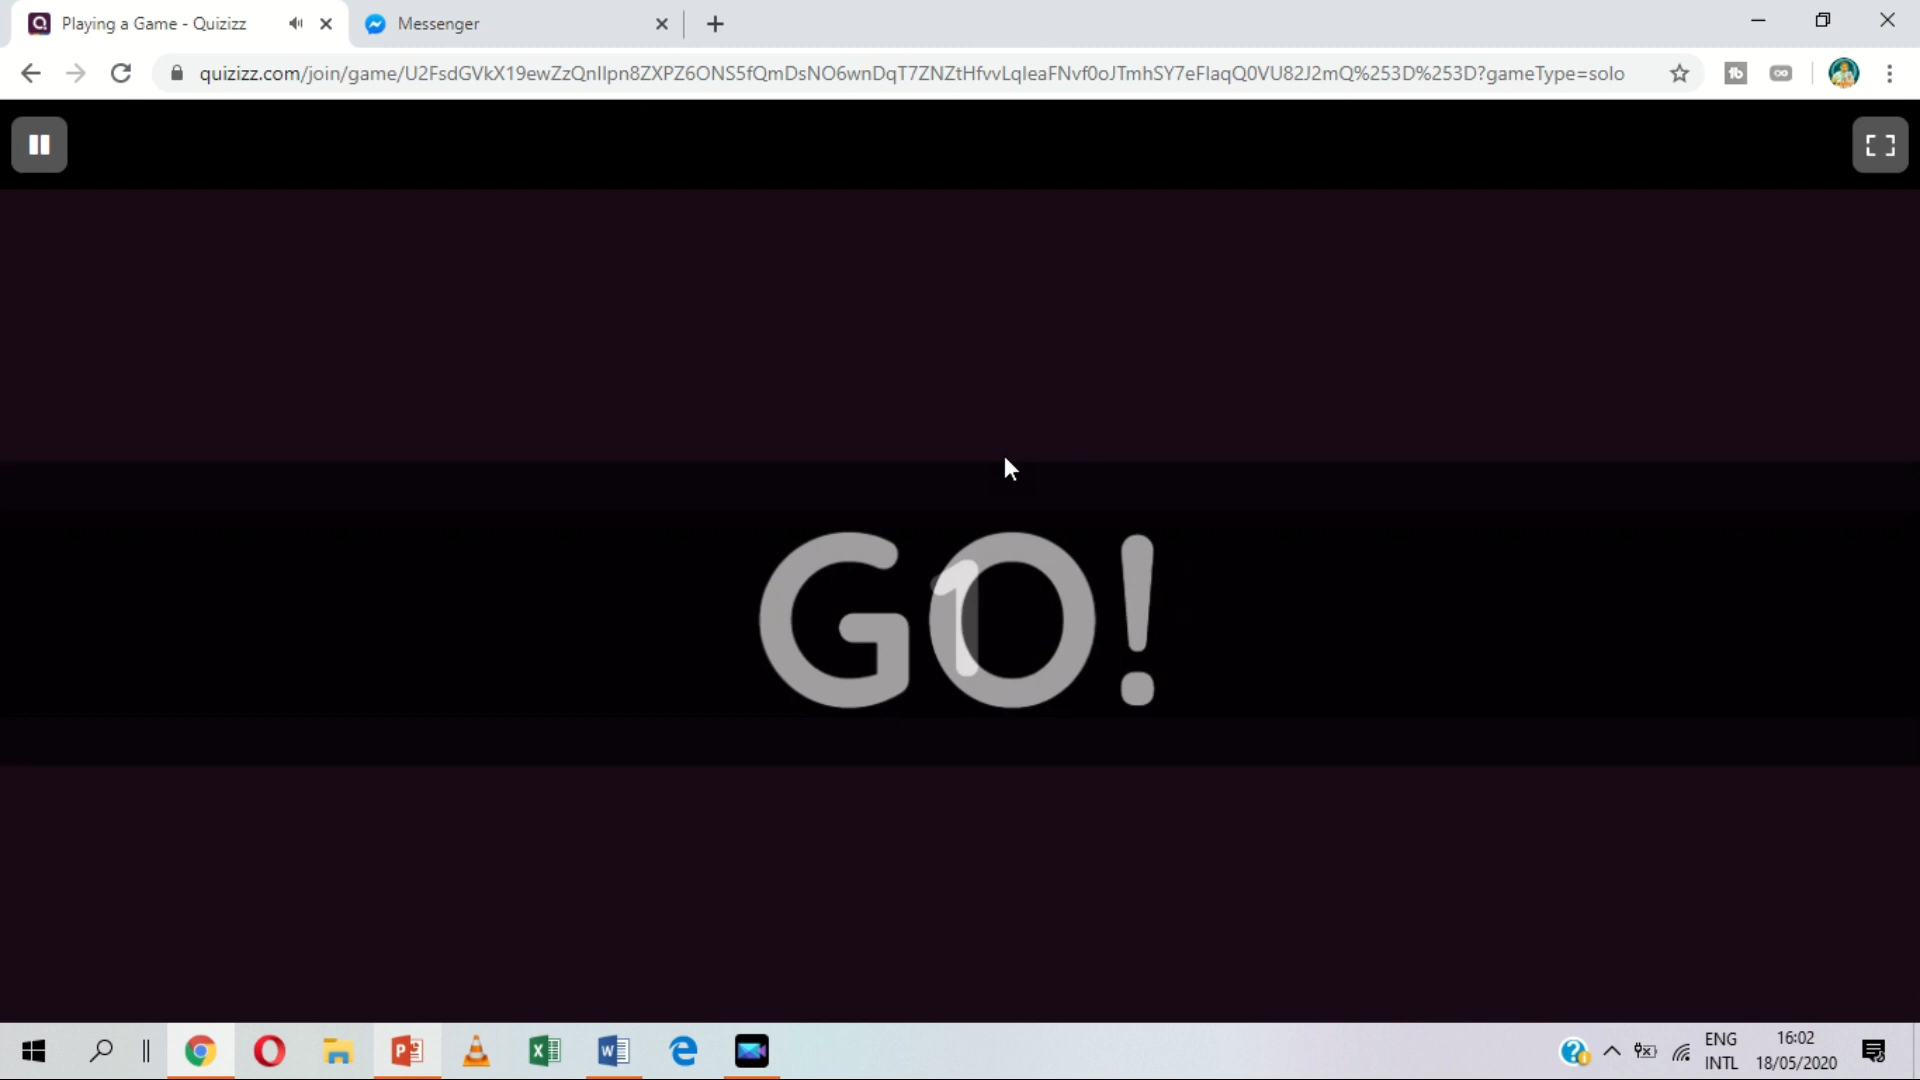 Playing a Game - Quizizz
Messenger
quizizz.com/join/game/U2FsdGVkX19ewZzQnIIpn8ZXPZ6ONS5fQmDsNO6wnDqT7ZNZtHfvvLqIeaFNvf0oJTmhSY7eFlaqQ0VU82J2mQ%253D%253D?gameType=solo
GO!
1
ENG
16:02
INTL
18/05/2020